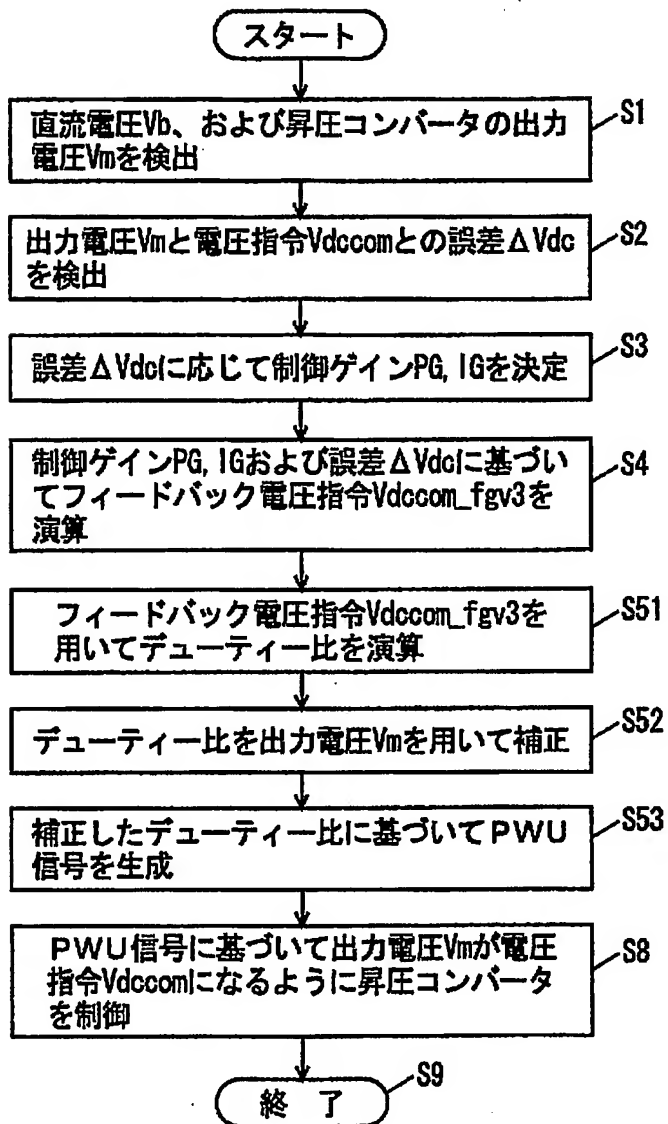 スタート
直流電圧Vb、および昇圧コンバータの出力
電圧Vmを検出
S1
出力電圧Vmと電圧指令Vdccomとの誤差ΔVdc
を検出
S2
誤差ΔVdcに応じて制御ゲインPG, IGを決定
S3
制御ゲインPG, IGおよび誤差ΔVdcに基づい
てフィードバック電圧指令Vdccom_fgv3を
演算
S4
フィードバック電圧指令Vdccom_fgv3を
用いてデューティー比を演算
S51
デューティー比を出力電圧Vmを用いて補正
S52
補正したデューティー比に基づいてPWU
信号を生成
S53
PWU信号に基づいて出力電圧Vmが電圧
指令Vdccomになるように昇圧コンバータ
を制御
S8
終 了
S9